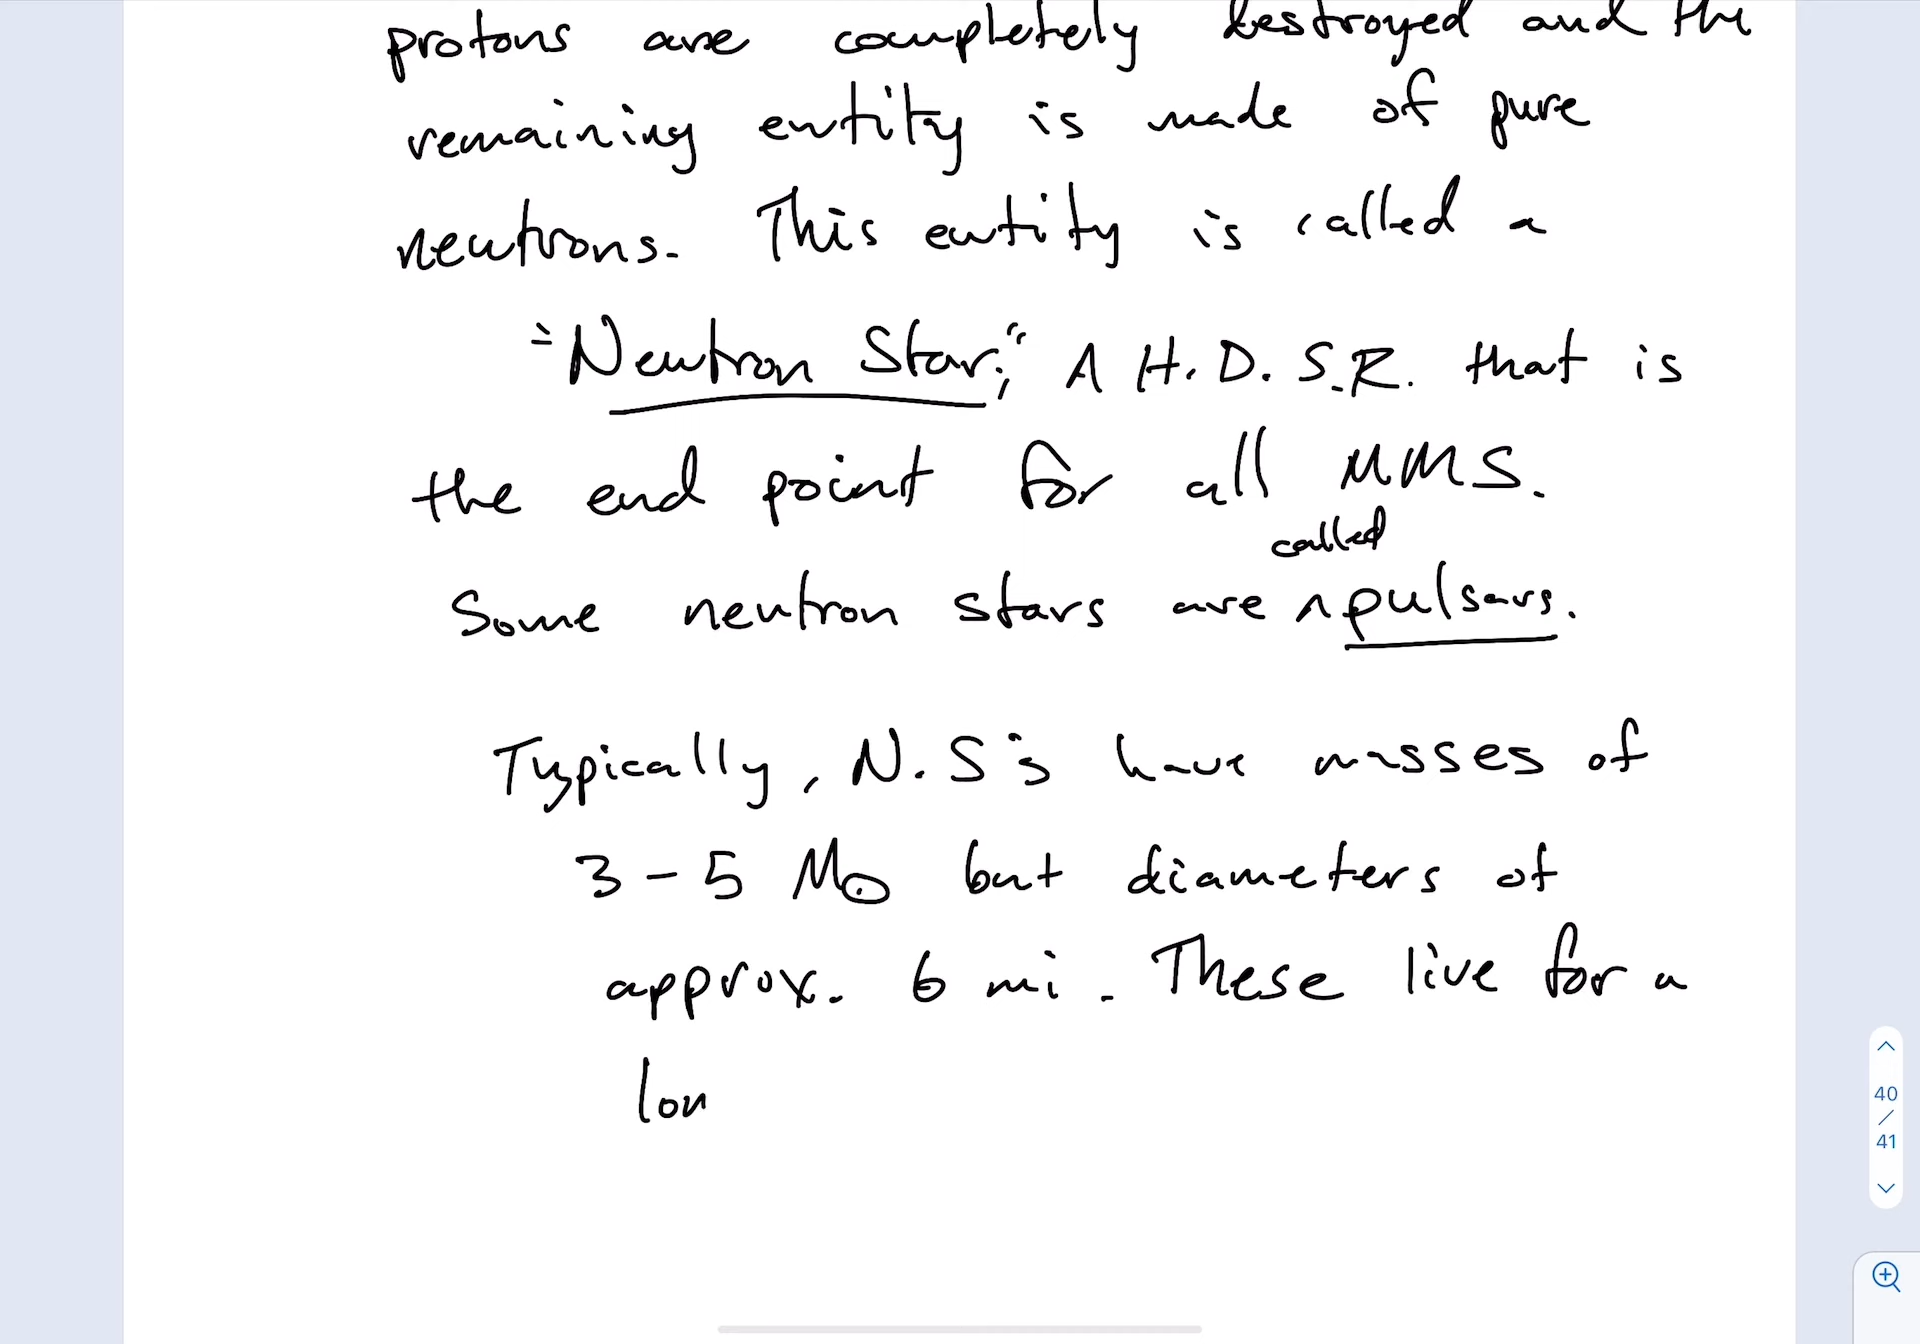 protons are completely destroyed and the
remaining entity is made of pure
neutrons. This entity is called a
"Neutron Star;" A H.D.S.R. that is
the end point for all MMS.
called
Some neutron stars are ^ pulsars.
Typically, N.S's have masses of
3-5 M⊙ but diameters of
approx. 6 mi. These live for a
lon
40
/
41